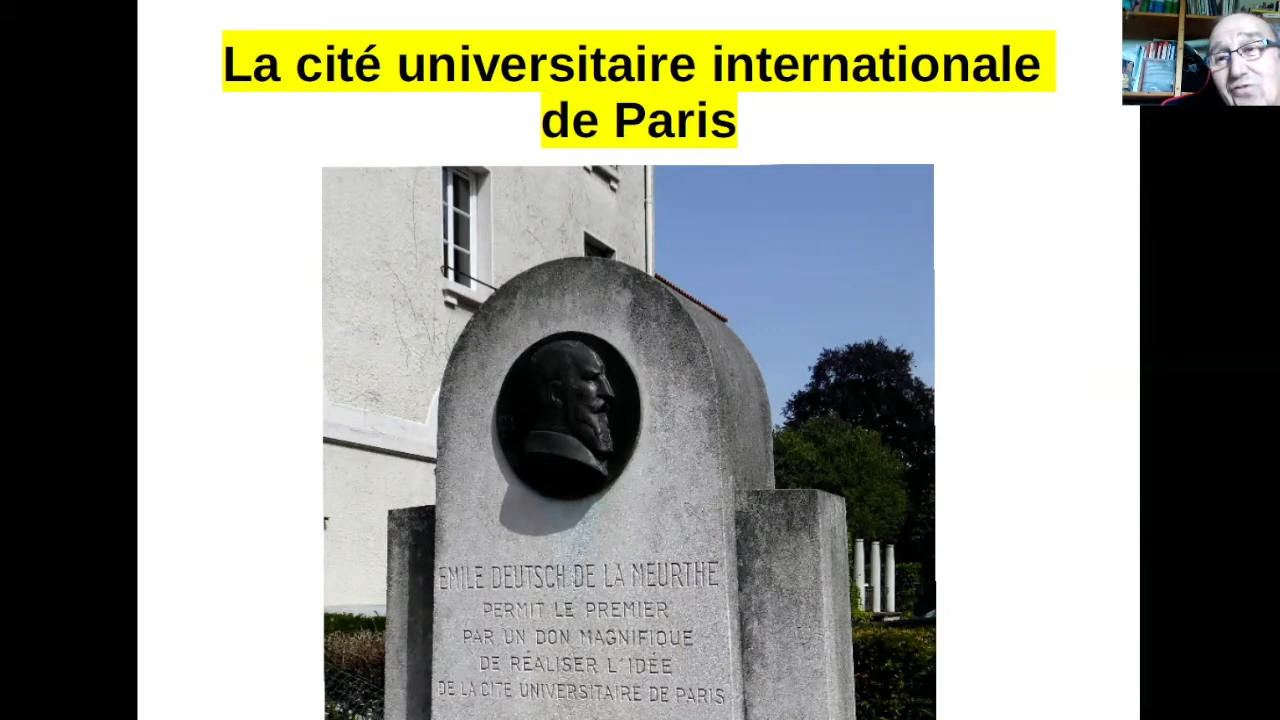 La cité universitaire internationale
de Paris
EMILE DEUTSCH DE LA MEURTHE
PERMIT LE PREMIER
PAR UN DON MAGNIFIQUE
DE RÉALISER L'IDÉE
DE LA CITE UNIVERSITAIRE DE PARIS